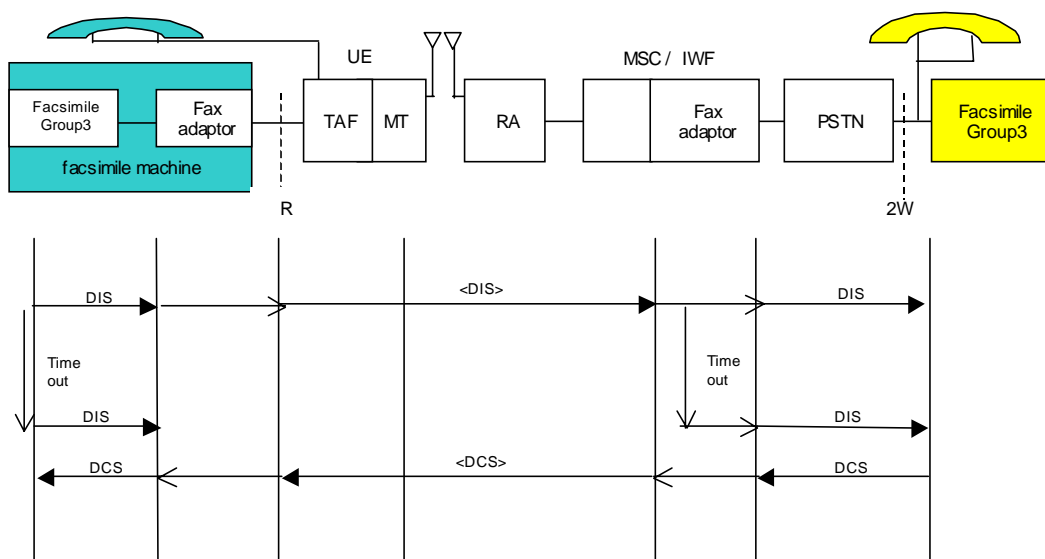 UE
MSC / IWF
Facsimile
Group3
Fax
adaptor
TAF
MT
RA
Fax
adaptor
PSTN
Facsimile
Group3
facsimile machine
R
2W
DIS
<DIS>
DIS
Time
out
Time
out
DIS
DIS
DCS
<DCS>
DCS